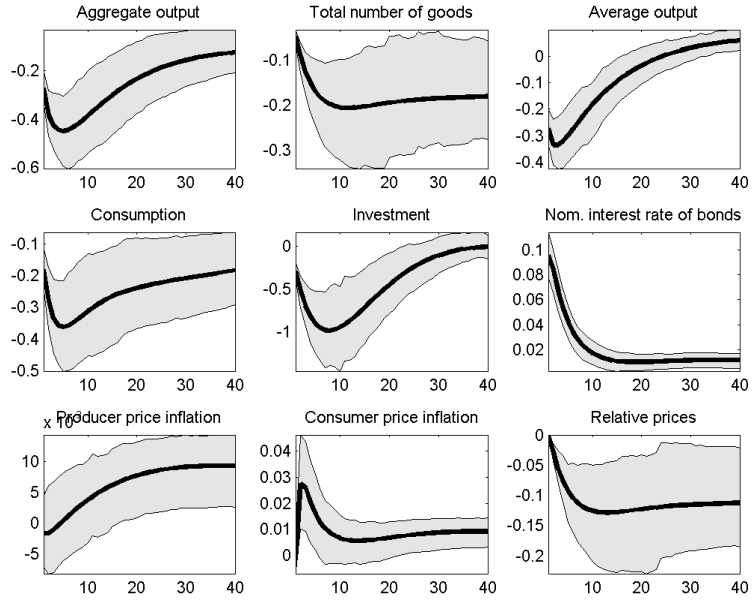 Aggregate output
-0.2
-0.4
-0.6
10 20 30 40
Total number of goods
-0.1
-0.2
-0.3
10 20 30 40
Average output
0
-0.1
-0.2
-0.3
-0.4
10 20 30 40
Consumption
-0.1
-0.2
-0.3
-0.4
-0.5
10 20 30 40
Investment
0
-1
10 20 30 40
Nom. interest rate of bonds
0.1
0.08
0.06
0.04
0.02
10 20 30 40
Producer price inflation
x 10
10
5
0
-5
10 20 30 40
Consumer price inflation
0.04
0.03
0.02
0.01
0
10 20 30 40
Relative prices
0
-0.05
-0.1
-0.15
-0.2
10 20 30 40